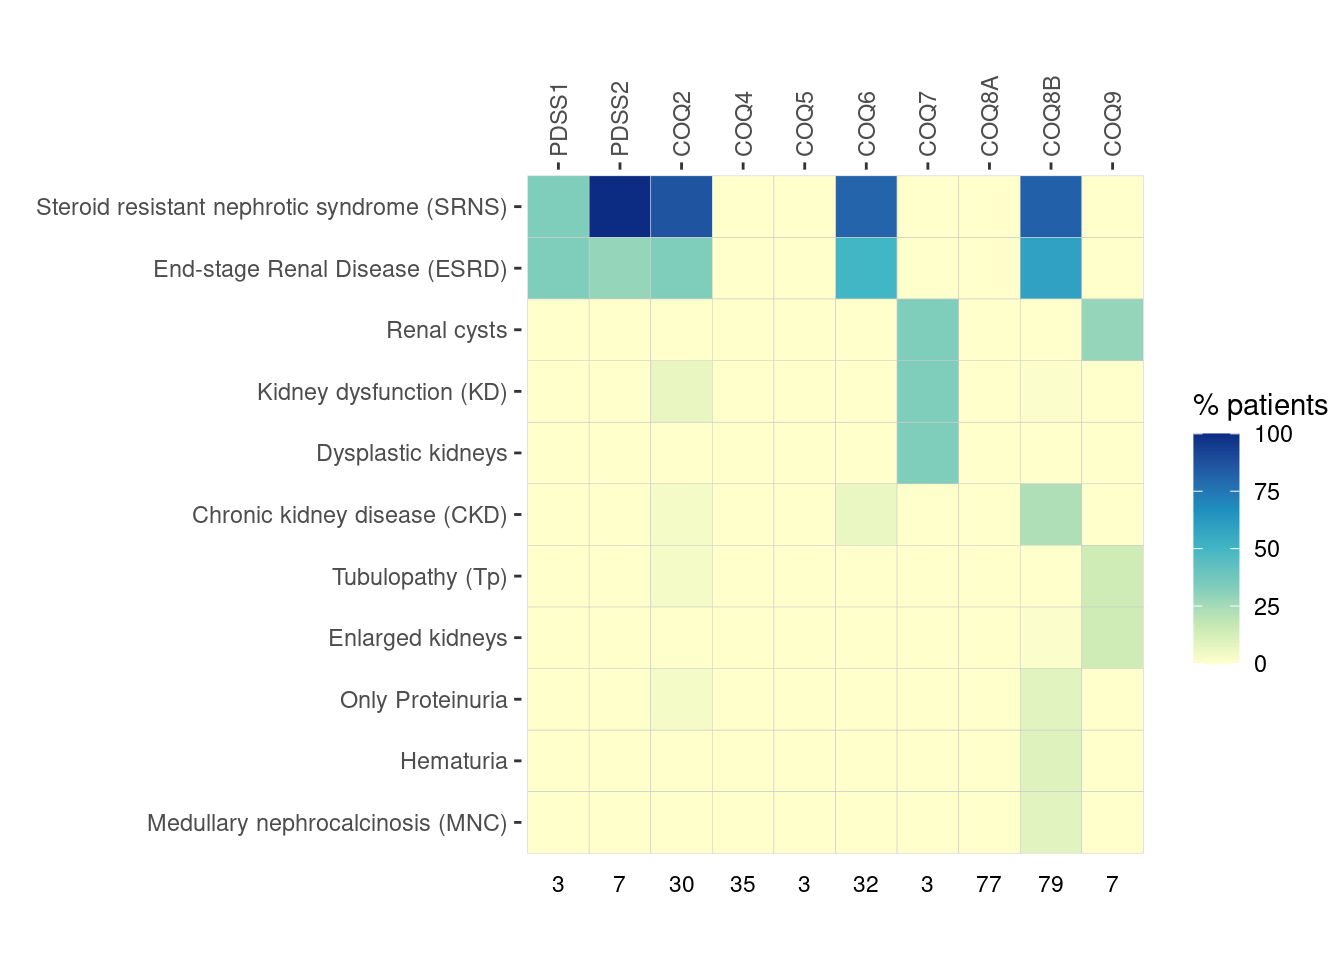 PDSS1
PDSS2
COQ2
COQ4
COQ5
COQ6
COQ7
COQ8A
COQ8B
COQ9
Steroid resistant nephrotic syndrome (SRNS)
End-stage Renal Disease (ESRD)
Renal cysts
Kidney dysfunction (KD)
Dysplastic kidneys
Chronic kidney disease (CKD)
Tubulopathy (Tp)
Enlarged kidneys
Only Proteinuria
Hematuria
Medullary nephrocalcinosis (MNC)
3 7 30 35 3 32 3 77 79 7
% patients
100
75
50
25
0